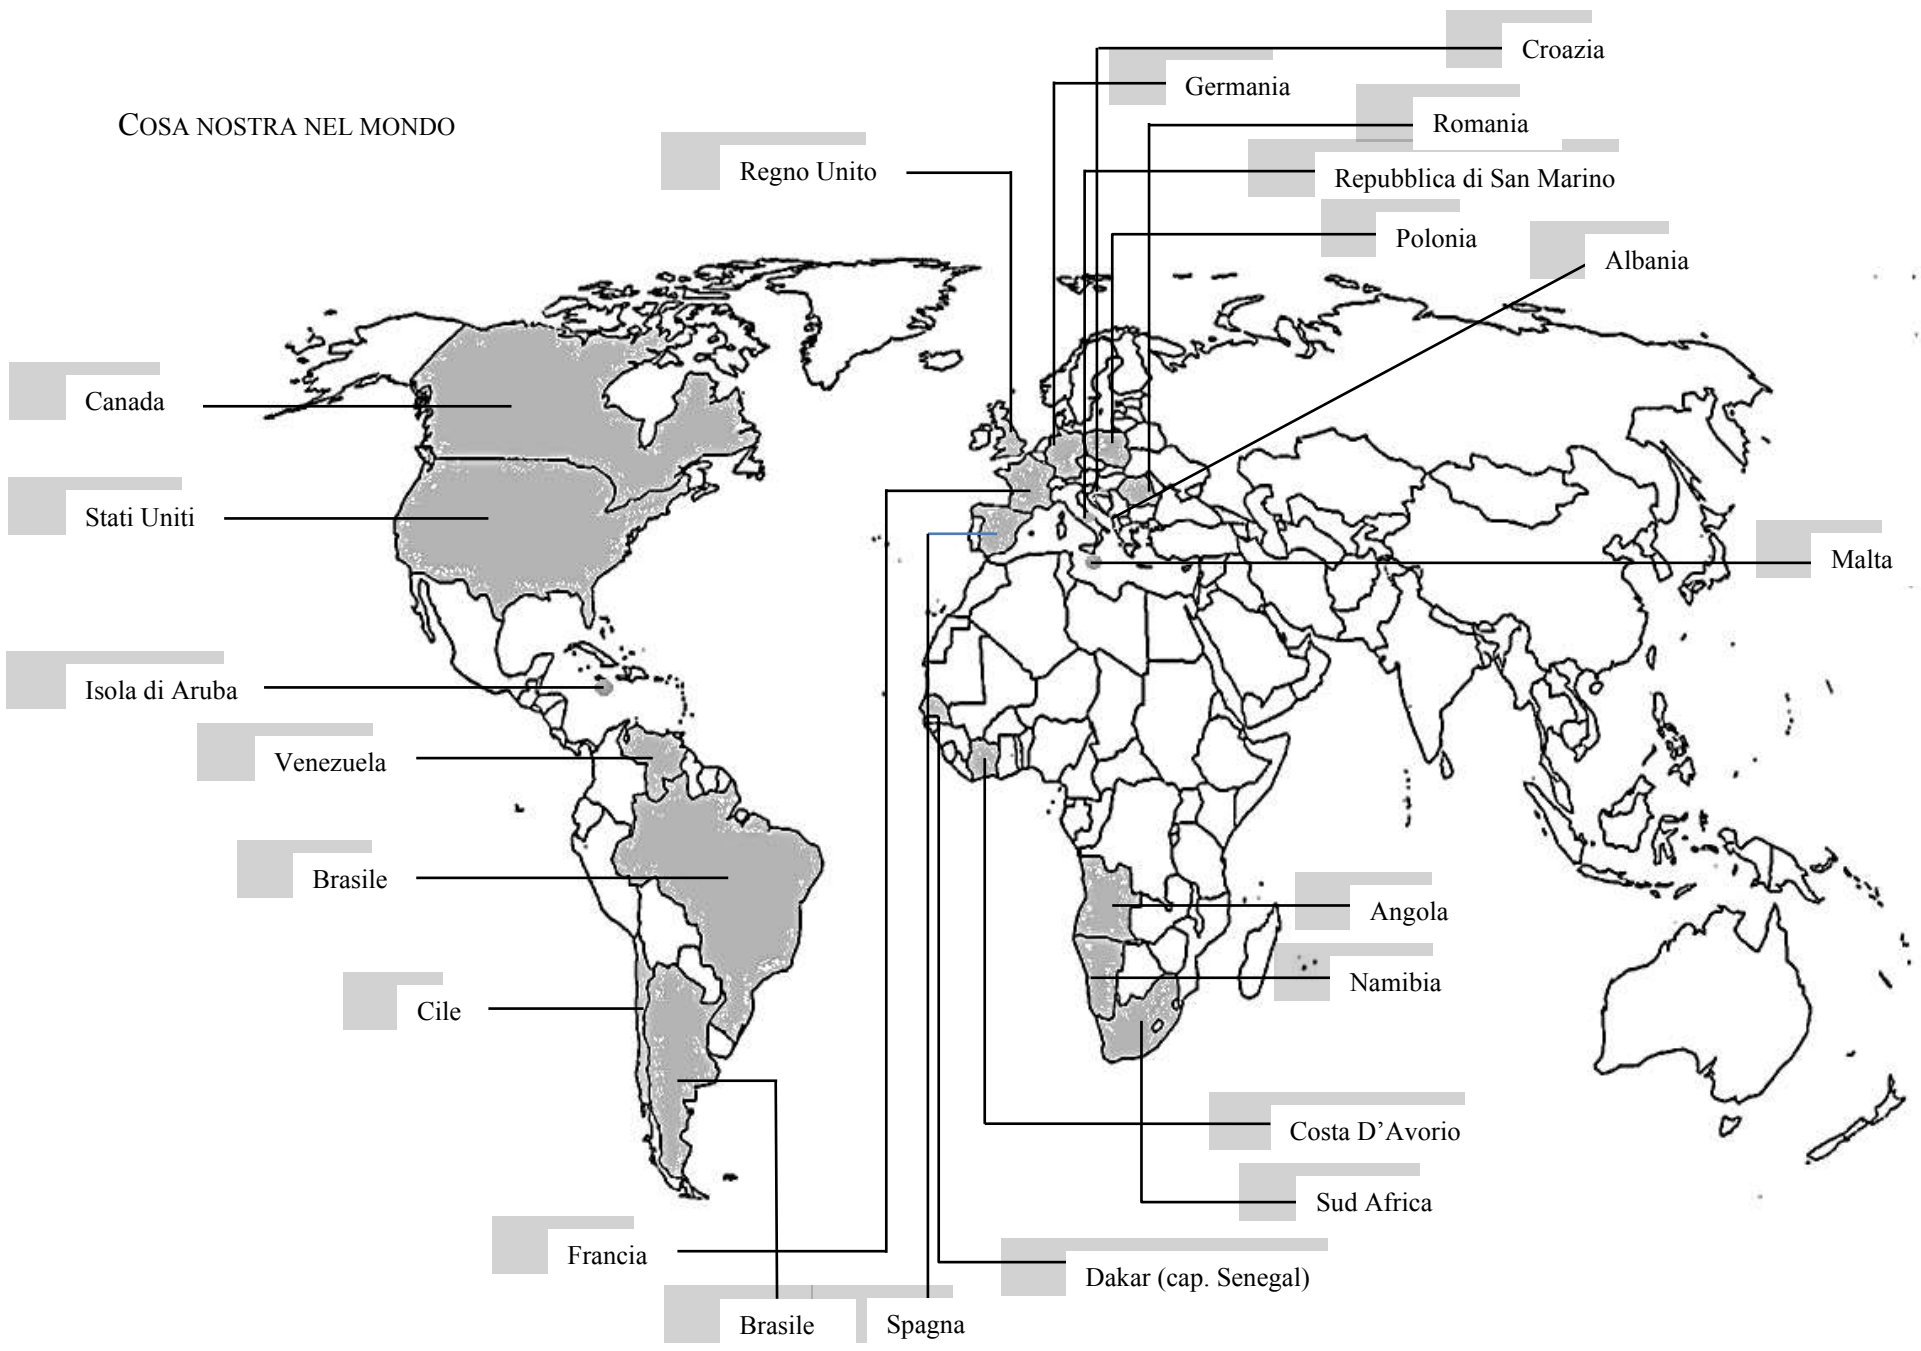 Croazia
Germania
COSA NOSTRA NEL MONDO
Romania
Regno Unito
Repubblica di San Marino
Polonia
Albania
Canada
Stati Uniti
Malta
Isola di Aruba
Venezuela
Brasile
Angola
Namibia
Cile
Costa D’Avorio
Sud Africa
Francia
Dakar (cap. Senegal)
Brasile
Spagna